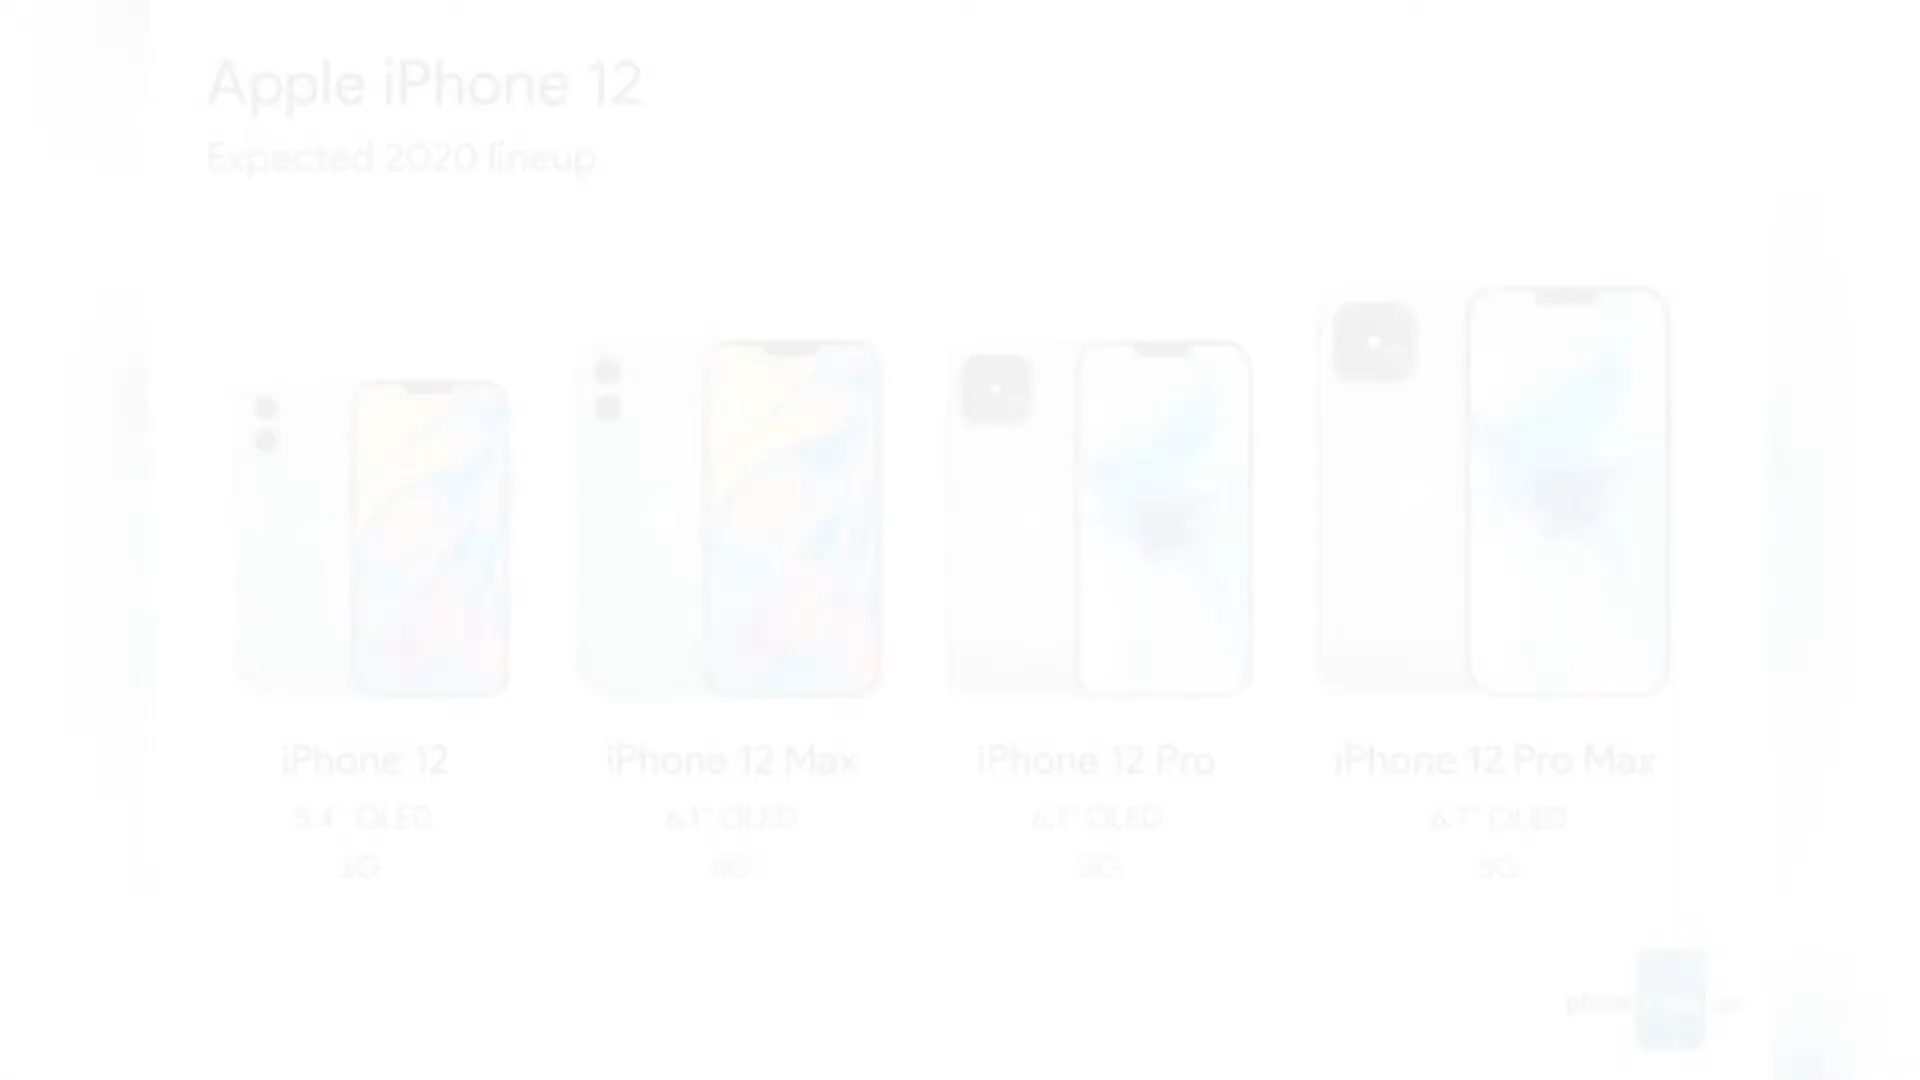 Apple iPhone 12
Expected 2020 lineup
iPhone 12
iPhone 12 Max
iPhone 12 Pro
iPhone 12 Pro Max
5.4" OLED
6.1" OLED
6.1" OLED
6.7" OLED
5G
5G
5G
5G